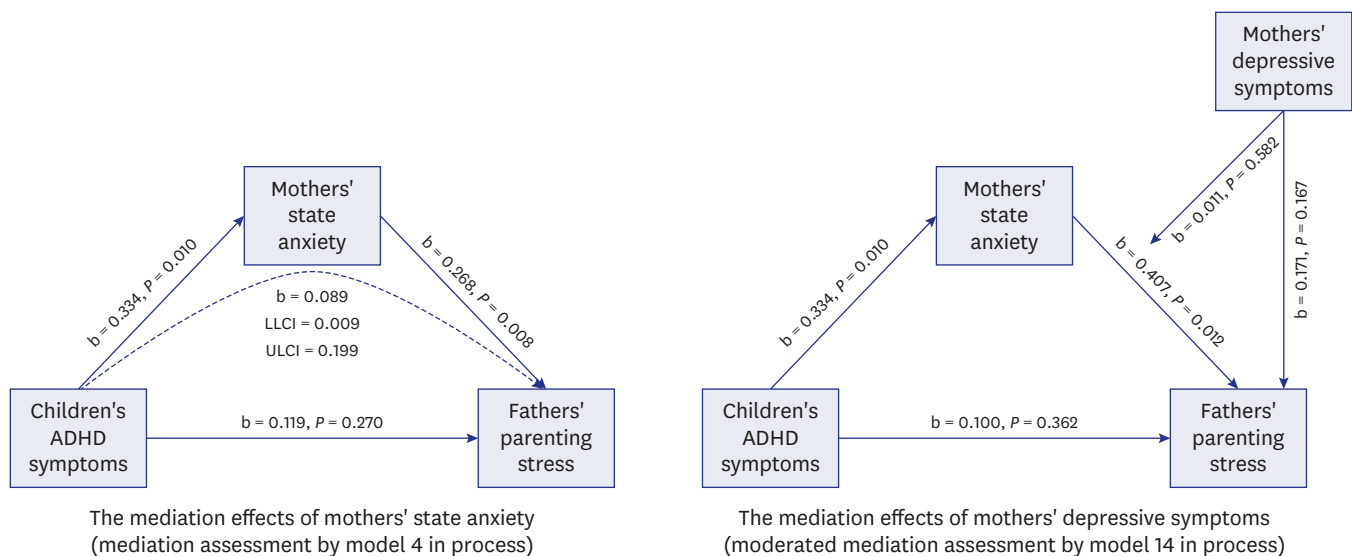 Mothers'
state
anxiety
b = 0.334, P = 0.010
b = 0.268, P = 0.008
b = 0.089
LLCI = 0.009
ULCI = 0.199
Children's
ADHD
symptoms
b = 0.119, P = 0.270
Fathers'
parenting
stress
The mediation effects of mothers' state anxiety
(mediation assessment by model 4 in process)
Mothers'
depressive
symptoms
Mothers'
state
anxiety
b = 0.011, P = 0.582
b = 0.171, P = 0.167
b = 0.334, P = 0.010
b = 0.407, P = 0.012
Children's
ADHD
symptoms
b = 0.100, P = 0.362
Fathers'
parenting
stress
The mediation effects of mothers' depressive symptoms
(moderated mediation assessment by model 14 in process)